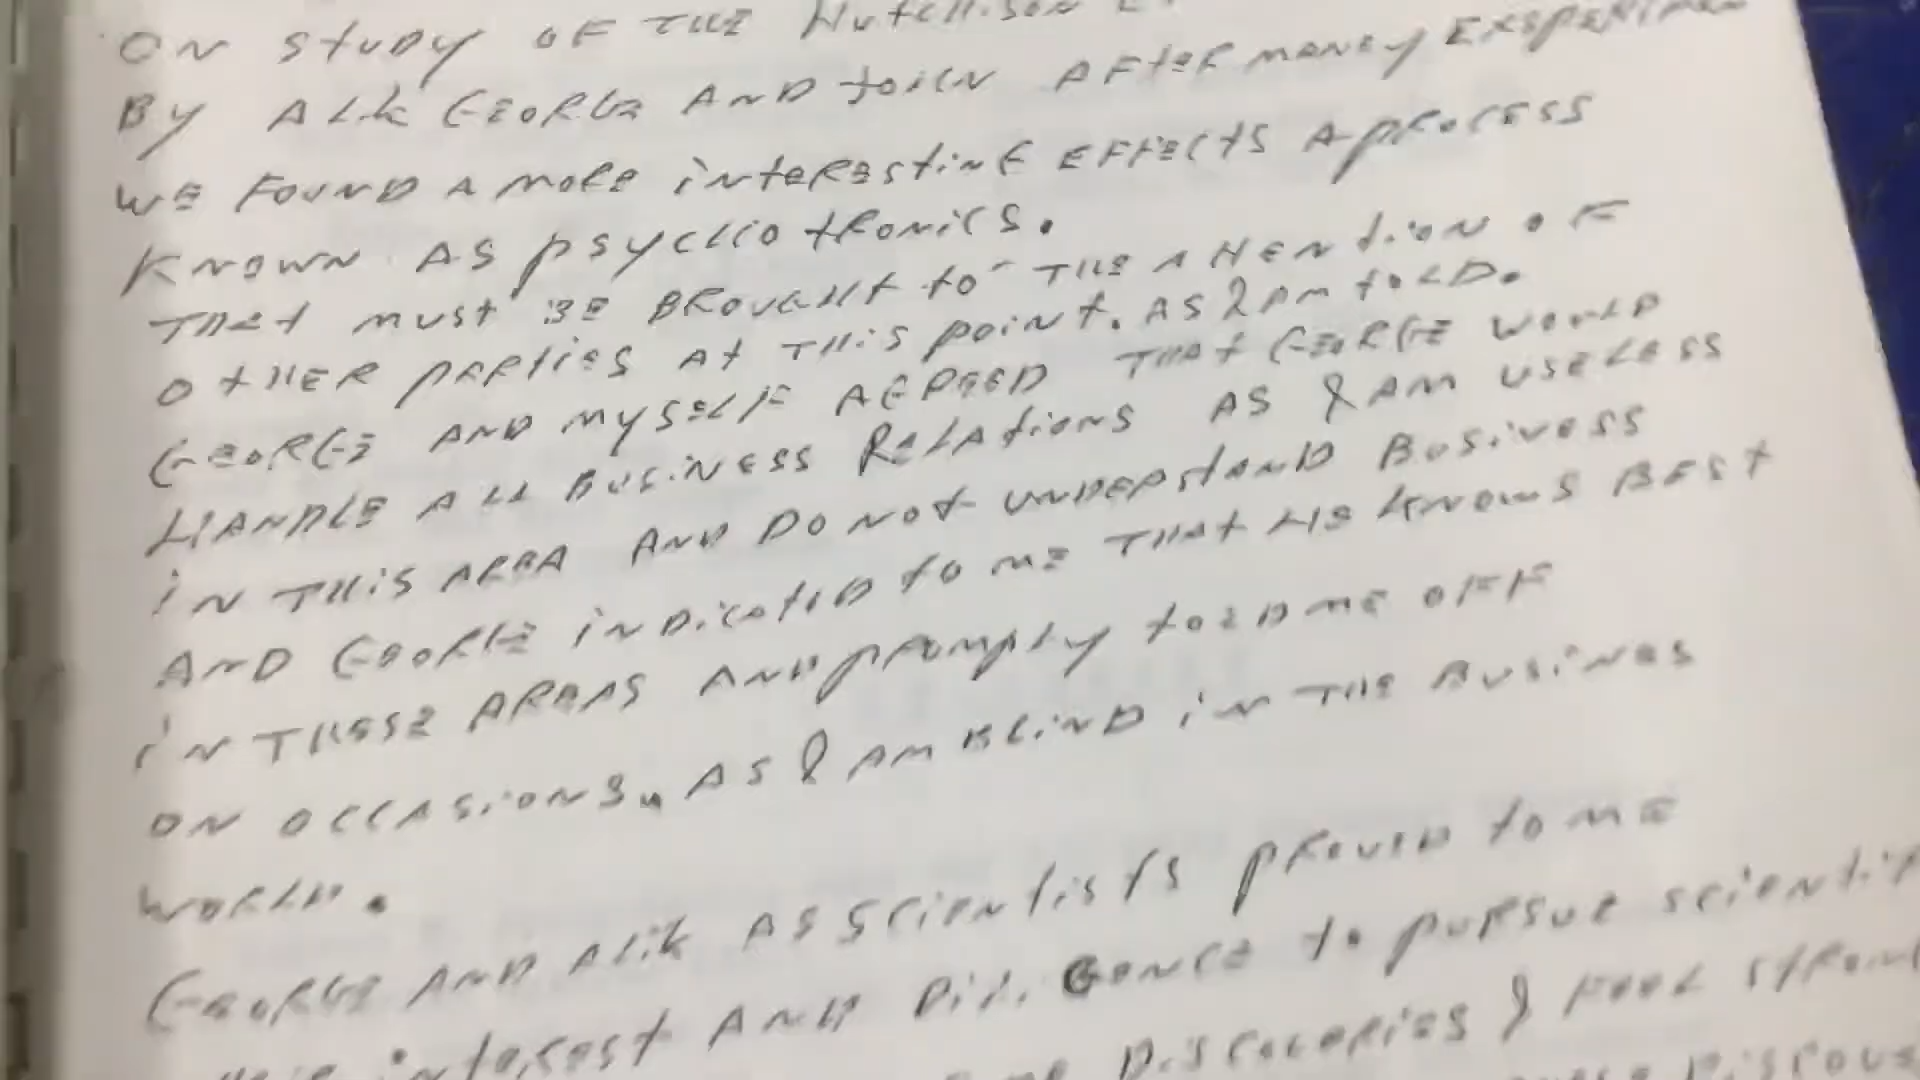 ON STUDY OF THE HUTCHISON
BY ALIK GEORGE AND JOHN AFTER MANEY EXSPERIMEN
WE FOUND A MORE INTERESTING EFFECTS A PROCESS
KNOWN AS PSYCHOTRONICS.
THAT MUST BE BROUGHT TO THE ATTENTION OF
OTHER PARTIES AT THIS POINT. AS I AM TOLD.
GEORGE AND MYSELF AGREED THAT GEORGE WOULD
HANDLE ALL BUSINESS RELATIONS AS I AM USELESS
IN THIS AREA AND DO NOT UNDERSTAND BUSINESS
AND GEORGE INDICATED TO ME THAT HE KNOWS BEST
IN THESE AREAS AND PROMPLY TOLD ME OFF
ON OCCASIONS. AS I AM BLIND IN THE BUSINES
WORLD.
GEORGE AND ALIK AS SCIENTISTS PROVED TO ME
INTEREST AND DILIGENCE TO PURSUE SCIENTIF
DISCOVERIES I FEEL STRONG